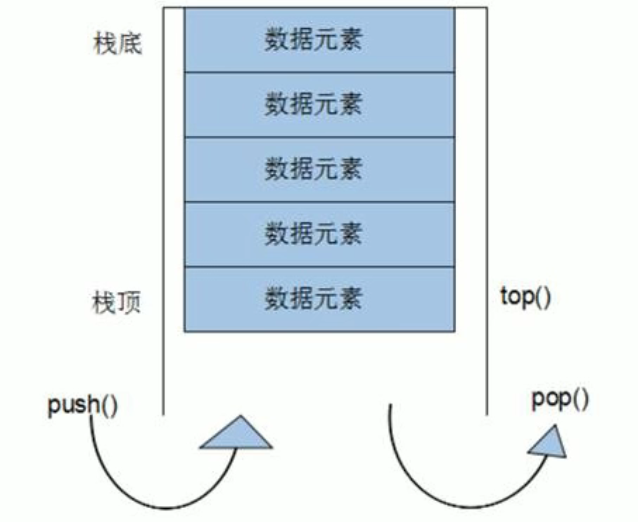 栈底
数据元素
数据元素
数据元素
数据元素
栈顶
数据元素
top()
push()
pop()